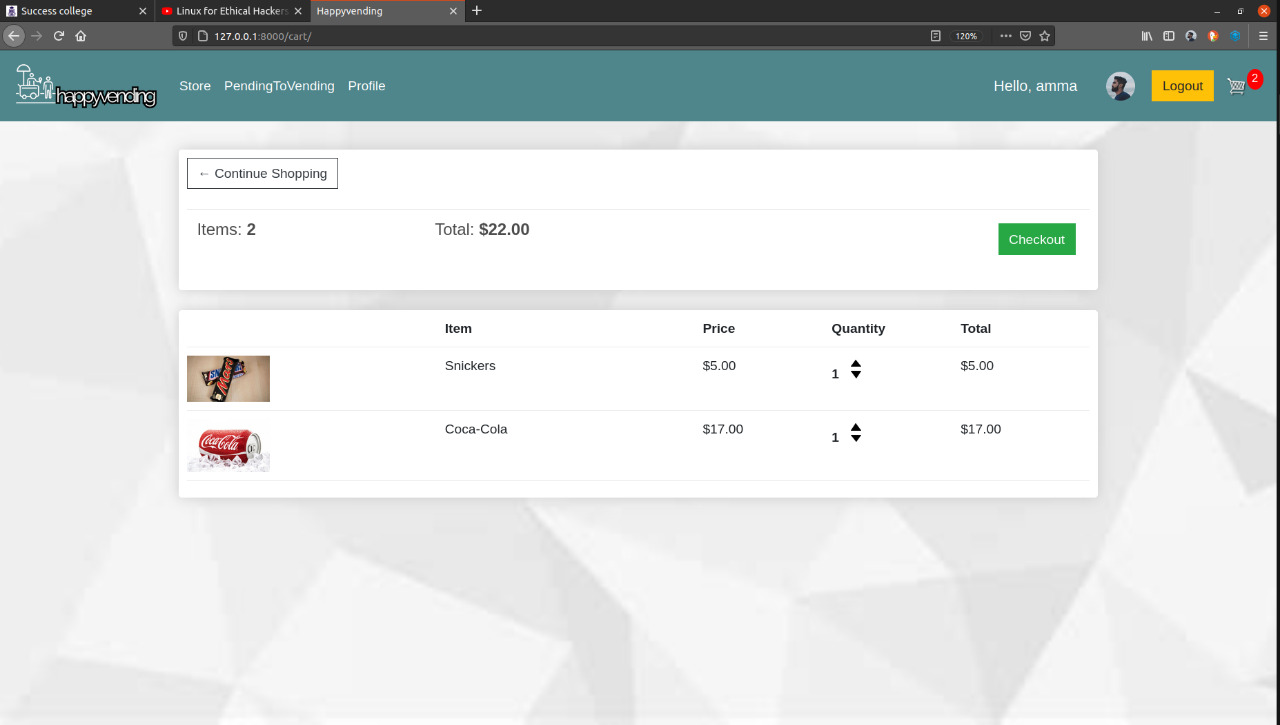 Success college
Linux for Ethical Hackers
Happyvending
127.0.0.1:8000/cart/
120%
happyvending
Store
PendingToVending
Profile
Hello, amma
Logout
2
← Continue Shopping
Items: 2
Total: $22.00
Checkout
Item
Price
Quantity
Total
Snickers
$5.00
1
$5.00
Coca-Cola
$17.00
1
$17.00
Coca-Cola